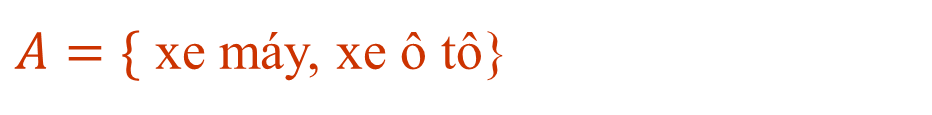 A = { xe máy, xe ô tô}